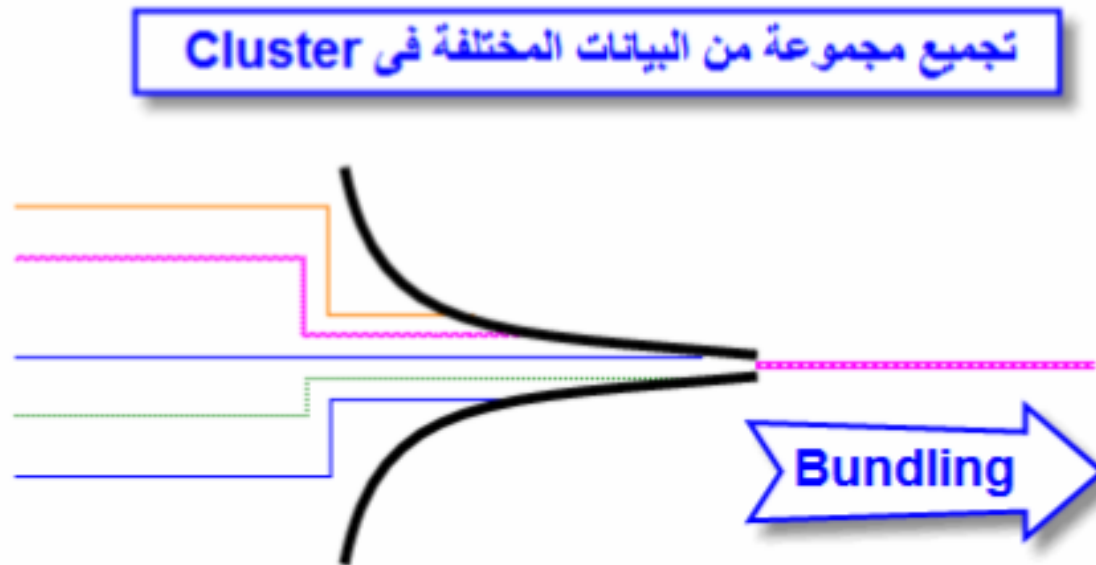 تجميع مجموعة من البيانات المختلفة فى Cluster
Bundling